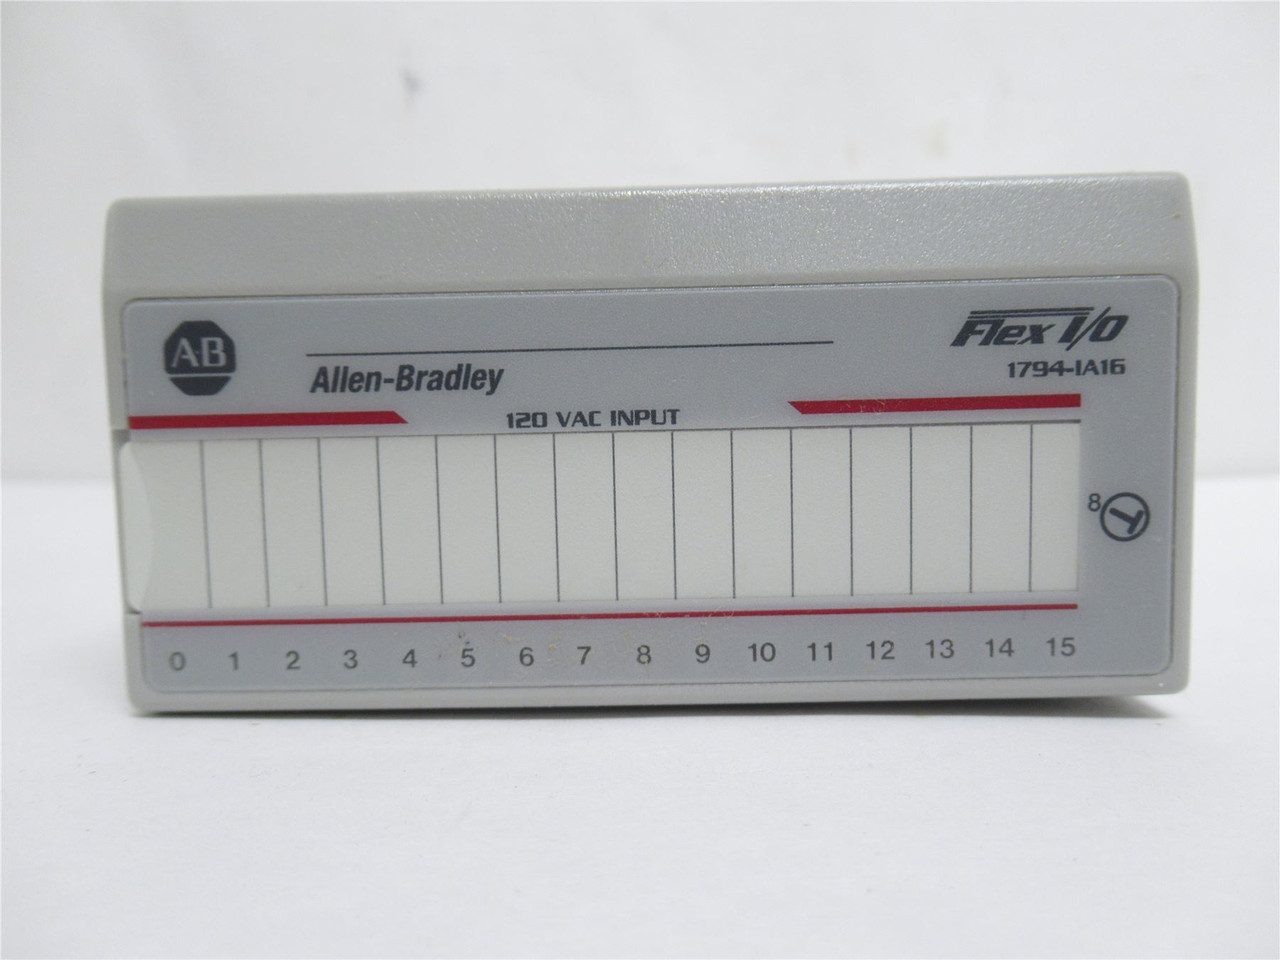 AB
Allen-Bradley
Flex I/O
1794-IA16
120 VAC INPUT
8
0 1 2 3 4 5 6 7 8 9 10 11 12 13 14 15